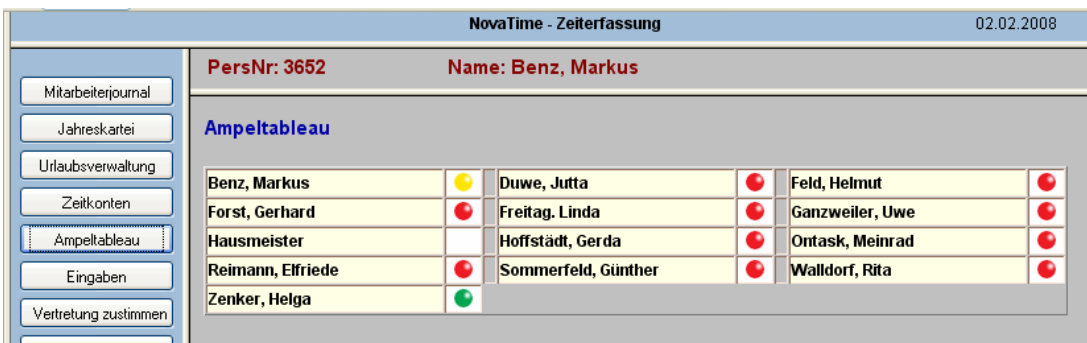 NovaTime - Zeiterfassung 02.02.2008
PersNr: 3652 Name: Benz, Markus
Mitarbeiterjournal
Jahreskartei
Urlaubsverwaltung
Zeitkonten
Ampeltableau
Eingaben
Vertretung zustimmen
Ampeltableau
Benz, Markus Duwe, Jutta Feld, Helmut
Forst, Gerhard Freitag. Linda Ganzweiler, Uwe
Hausmeister Hoffstädt, Gerda Ontask, Meinrad
Reimann, Elfriede Sommerfeld, Günther Walldorf, Rita
Zenker, Helga